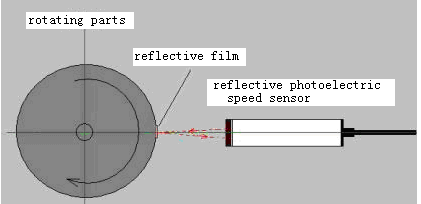 rotating parts
reflective film
reflective photoelectric
speed sensor